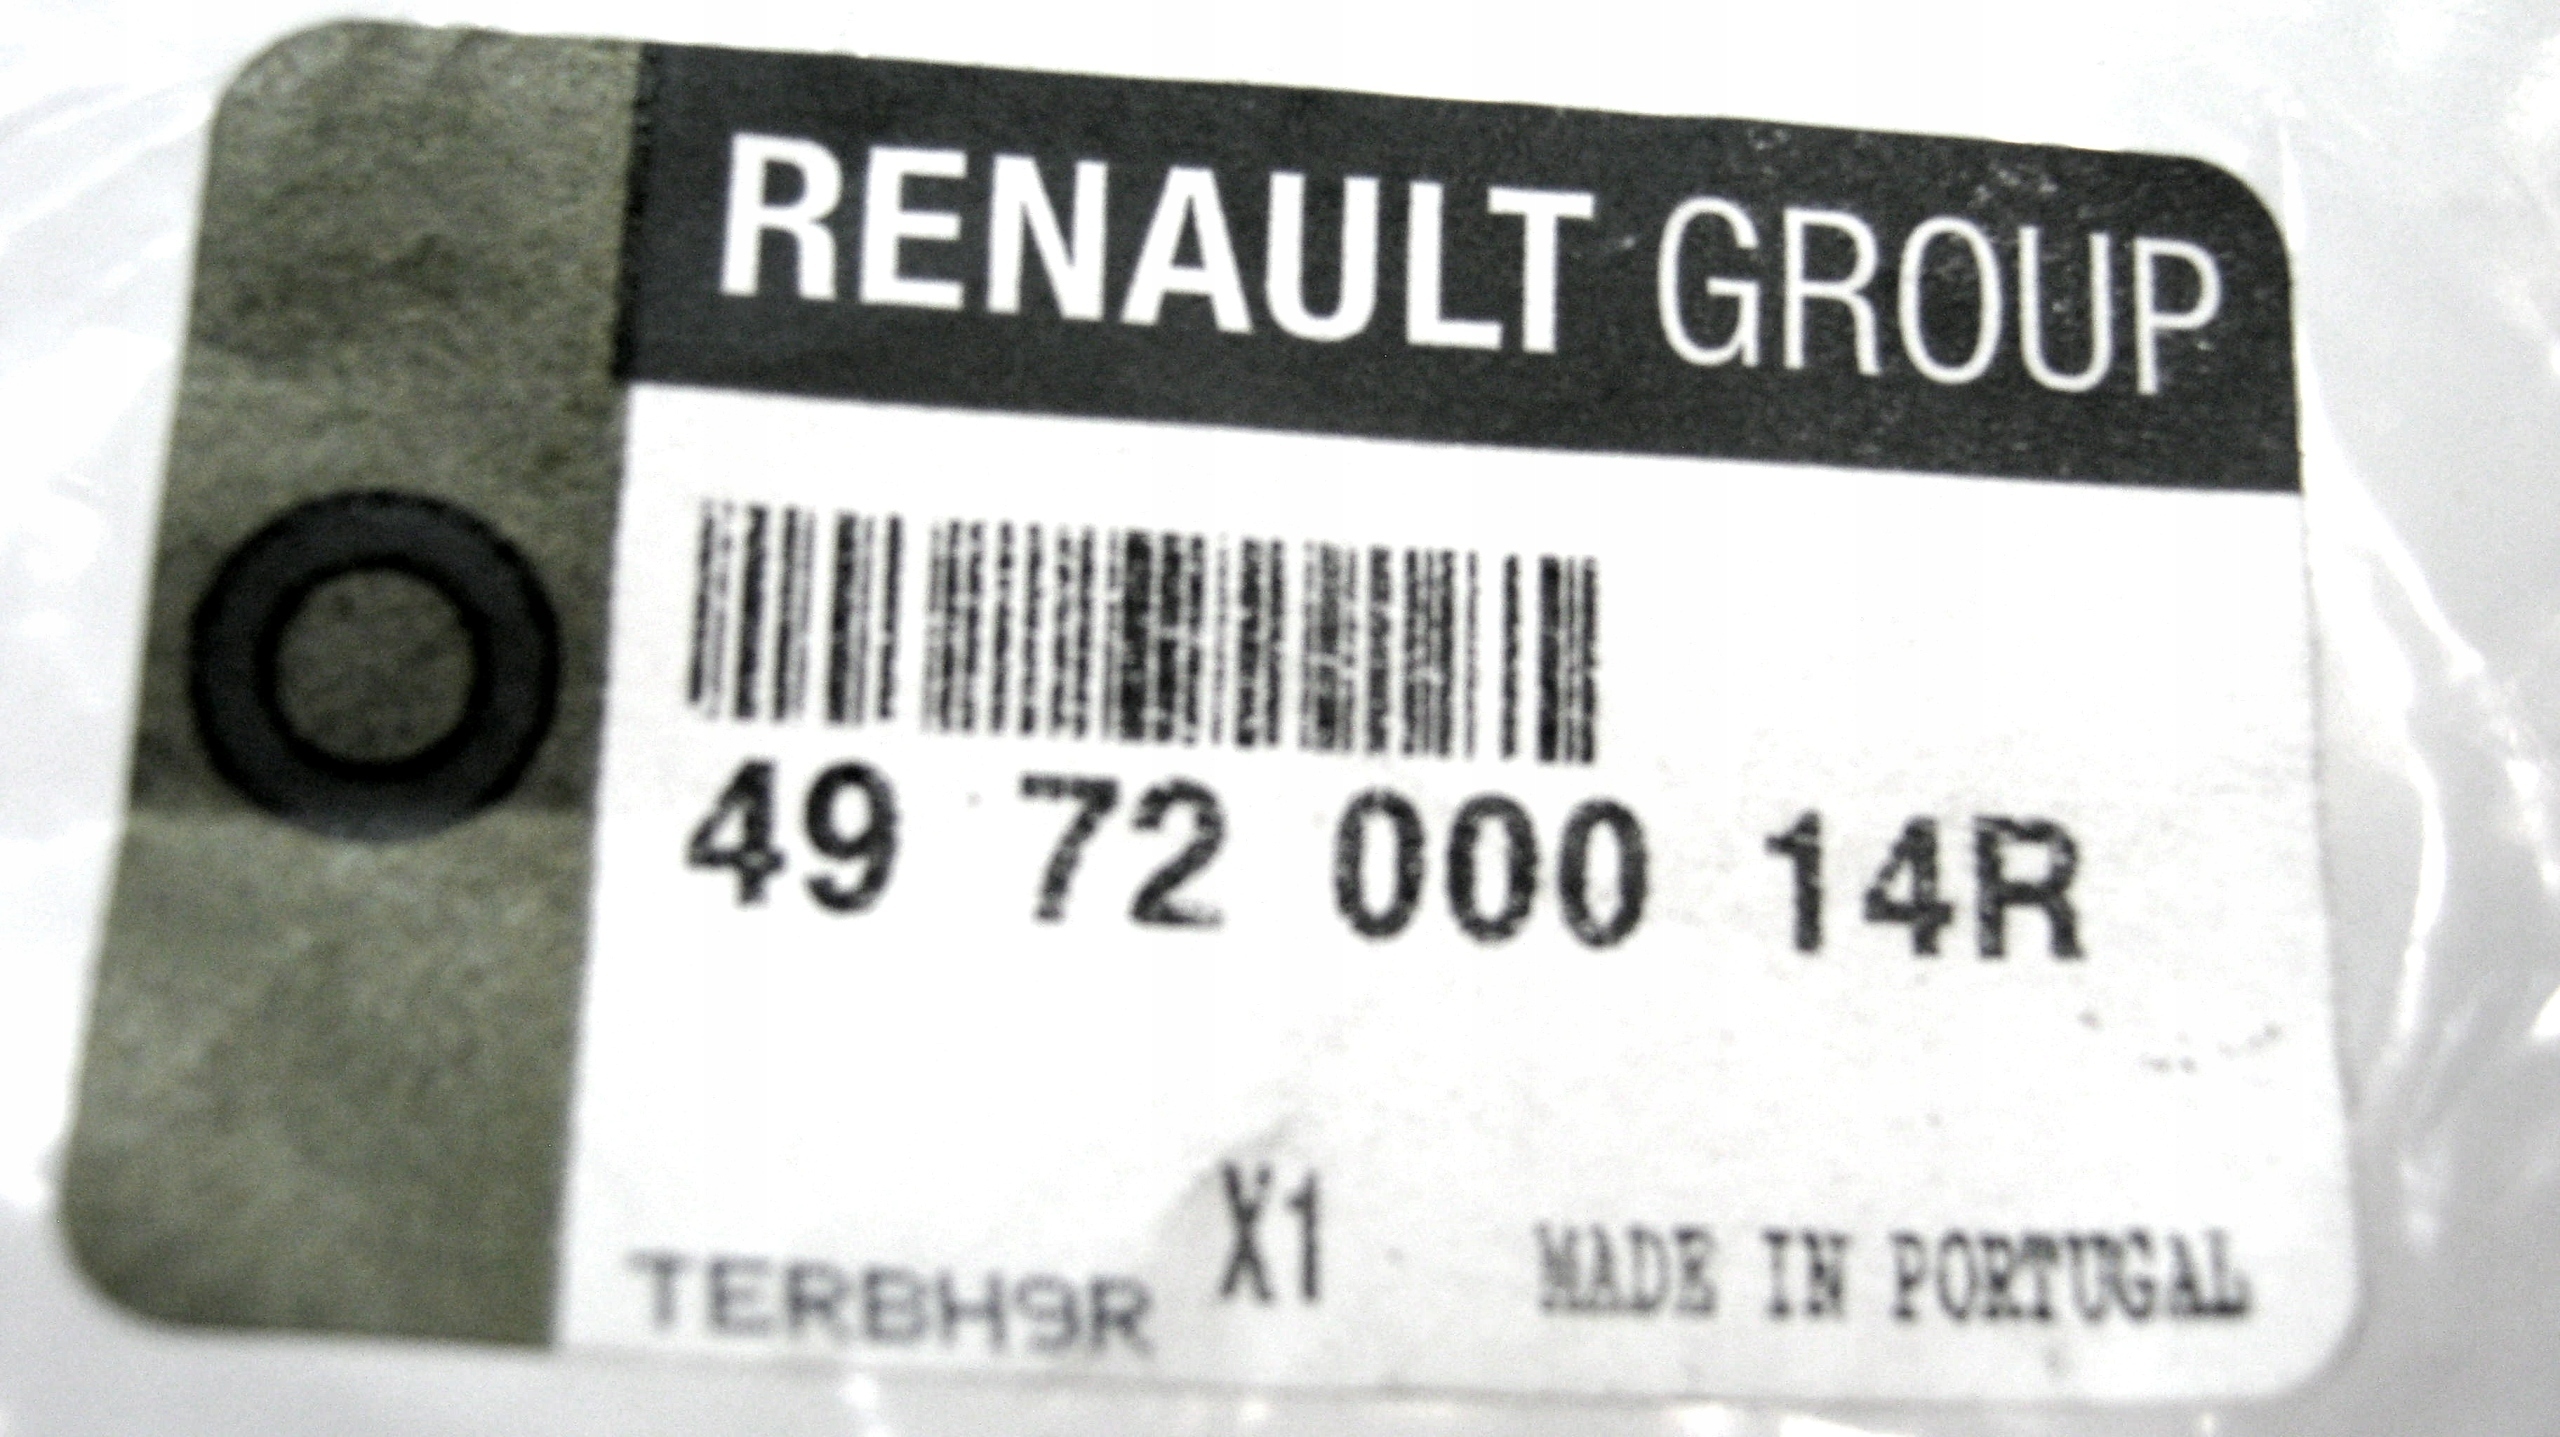 RENAULT GROUP
49 72 000 14R
X1
TERBH9R
MADE IN PORTUGAL